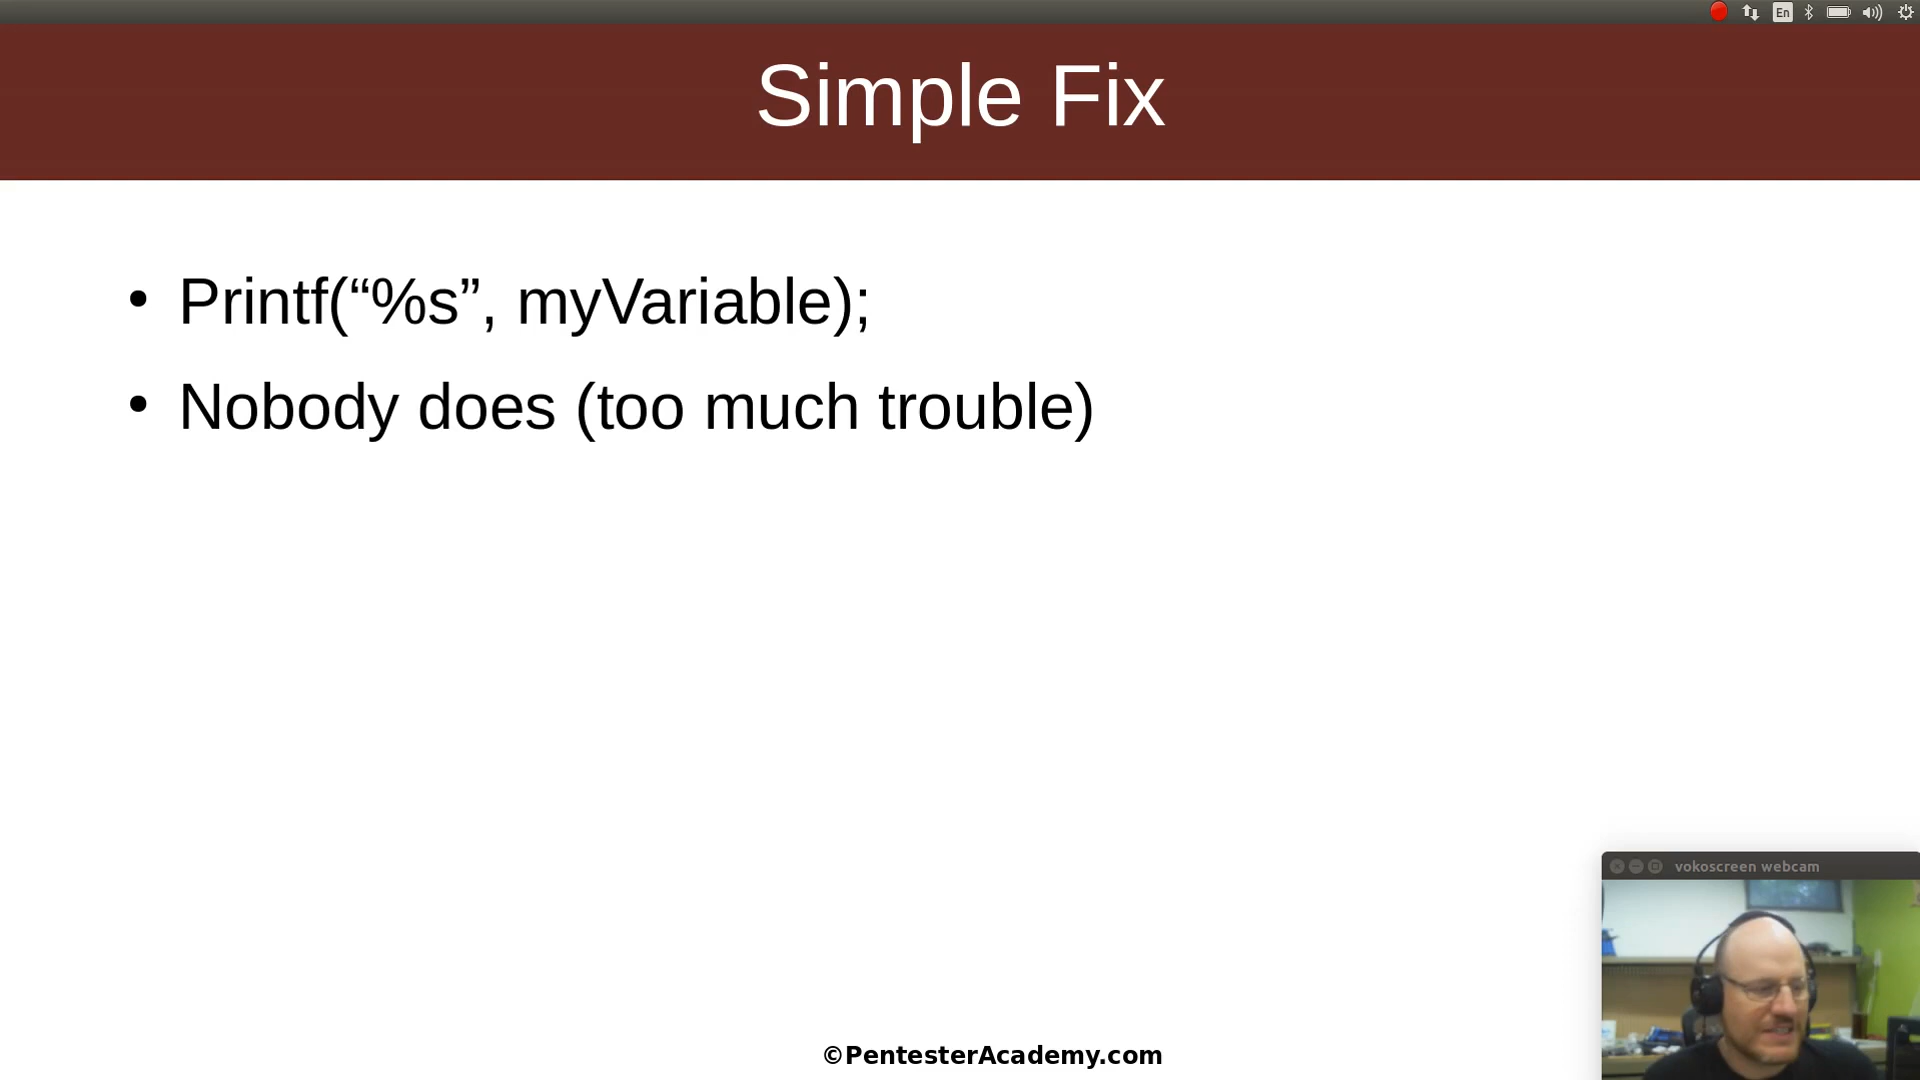 En
Simple Fix
• Printf(“%s”, myVariable);
• Nobody does (too much trouble)
vokoscreen webcam
©PentesterAcademy.com